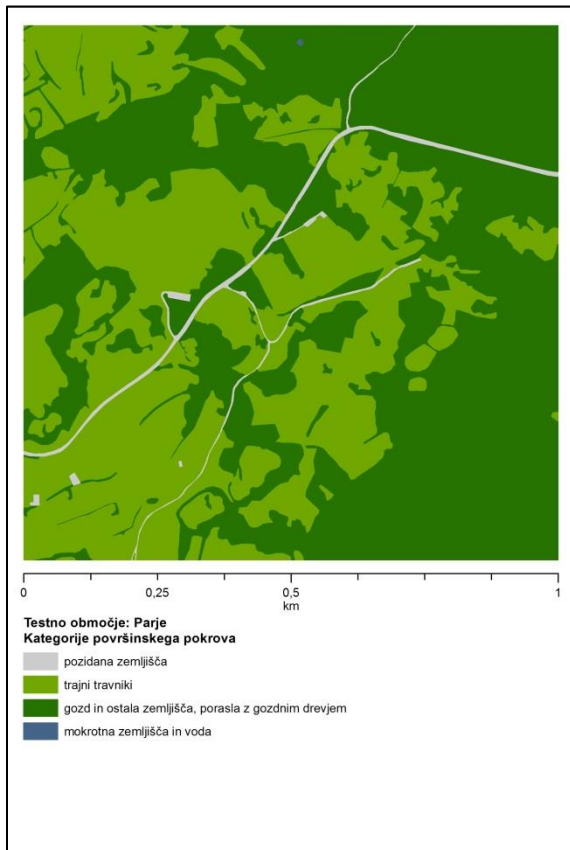 0 0,25 0,5 1
km
Testno območje: Parje
Kategorije površinskega pokrova
pozidana zemljišča
trajni travniki
gozd in ostala zemljišča, porasla z gozdnim drevjem
mokrotna zemljišča in voda